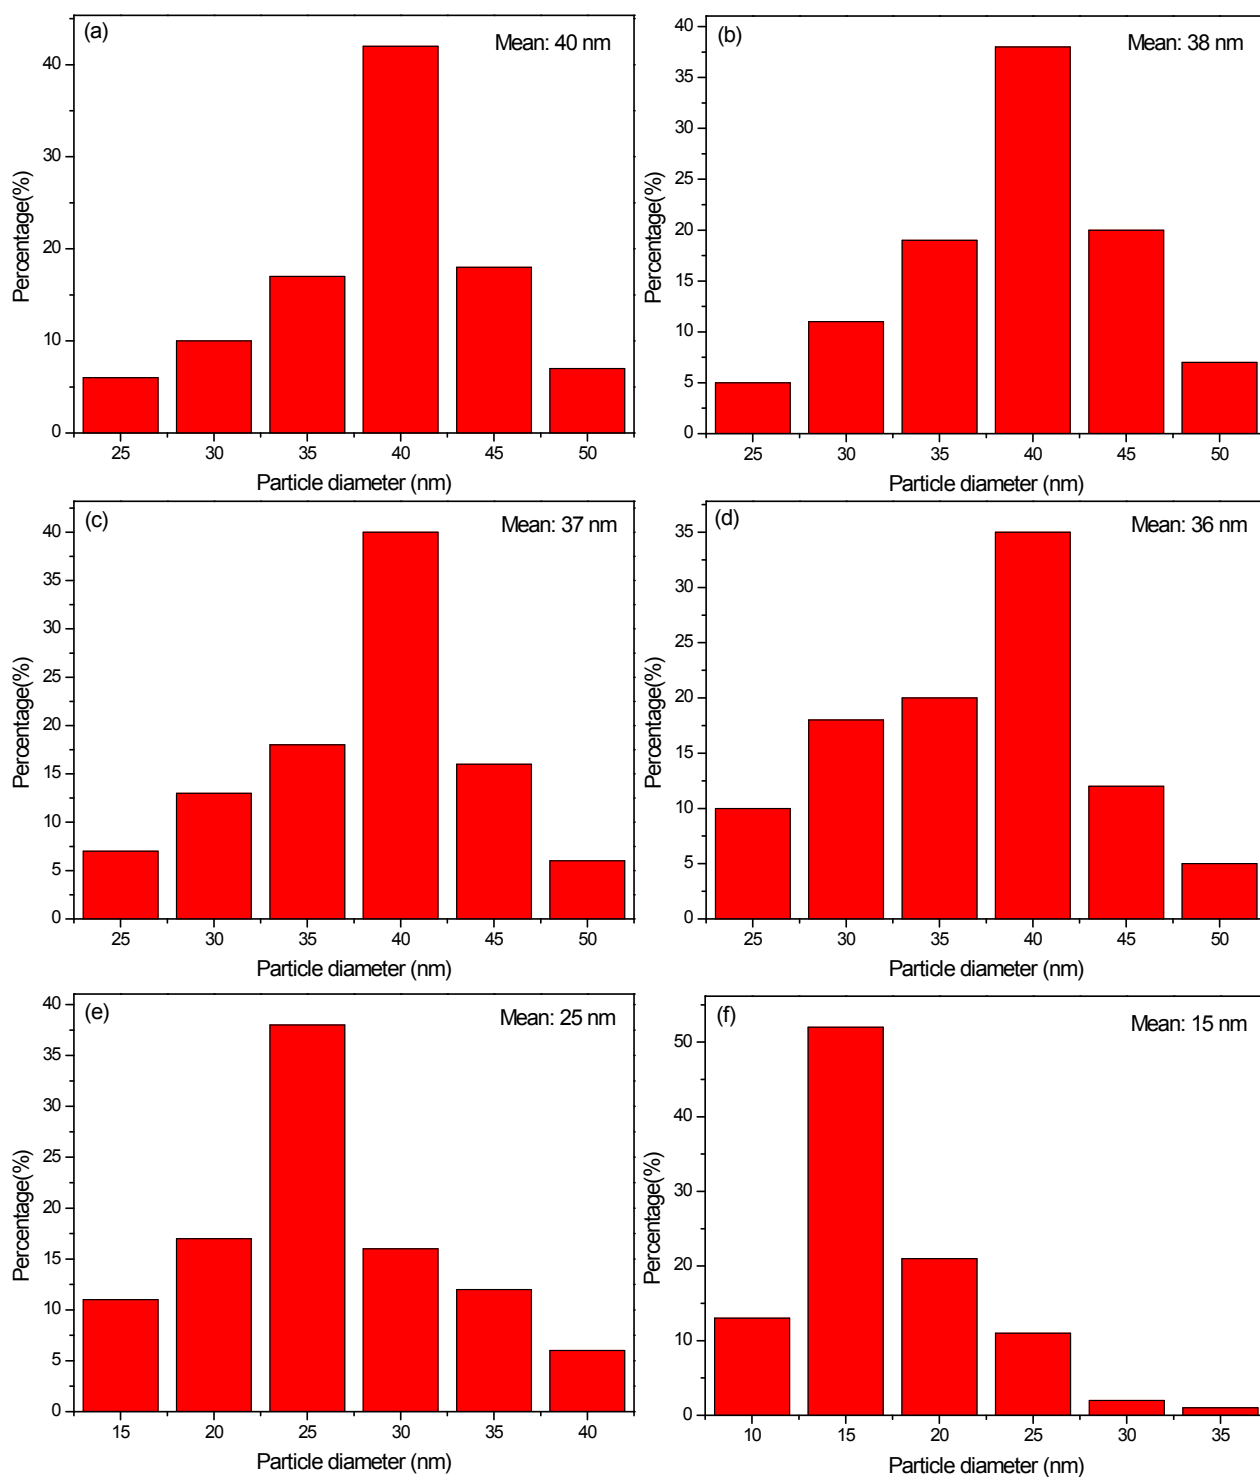 (a)
Mean: 40 nm
40
30
20
10
0
Percentage(%)
25 30 35 40 45 50
Particle diameter (nm)
(b)
Mean: 38 nm
40
35
30
25
20
15
10
5
0
Percentage(%)
25 30 35 40 45 50
Particle diameter (nm)
(c)
Mean: 37 nm
40
35
30
25
20
15
10
5
0
Percentage(%)
25 30 35 40 45 50
Particle diameter (nm)
(d)
Mean: 36 nm
35
30
25
20
15
10
5
0
Percentage(%)
25 30 35 40 45 50
Particle diameter (nm)
(e)
Mean: 25 nm
40
35
30
25
20
15
10
5
0
Percentage(%)
15 20 25 30 35 40
Particle diameter (nm)
(f)
Mean: 15 nm
50
40
30
20
10
0
Percentage(%)
10 15 20 25 30 35
Particle diameter (nm)